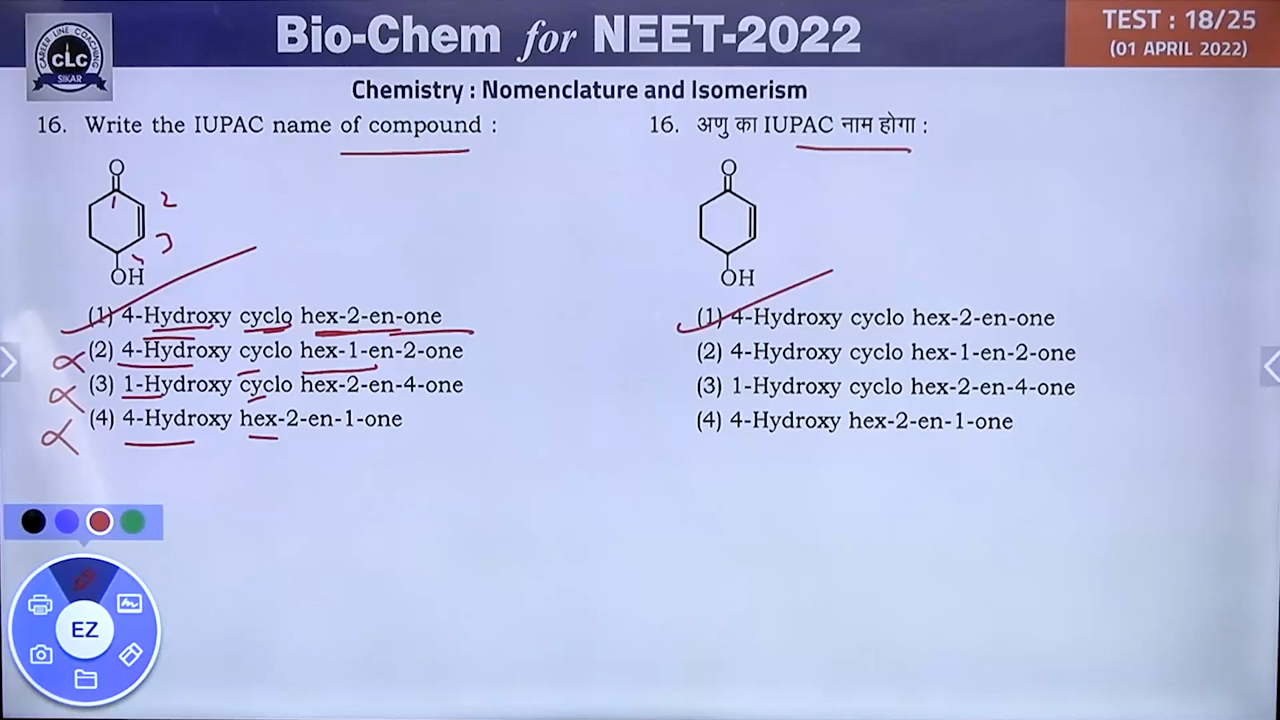 CAREER LINE COACHING
CLC
SIKAR
Bio-Chem for NEET-2022
TEST : 18/25
(01 APRIL 2022)
Chemistry : Nomenclature and Isomerism
16. Write the IUPAC name of compound :
O
1
2
3
4
OH
(1) 4-Hydroxy cyclo hex-2-en-one
(2) 4-Hydroxy cyclo hex-1-en-2-one
(3) 1-Hydroxy cyclo hex-2-en-4-one
(4) 4-Hydroxy hex-2-en-1-one
16. अणु का IUPAC नाम होगा :
O
OH
(1) 4-Hydroxy cyclo hex-2-en-one
(2) 4-Hydroxy cyclo hex-1-en-2-one
(3) 1-Hydroxy cyclo hex-2-en-4-one
(4) 4-Hydroxy hex-2-en-1-one
EZ